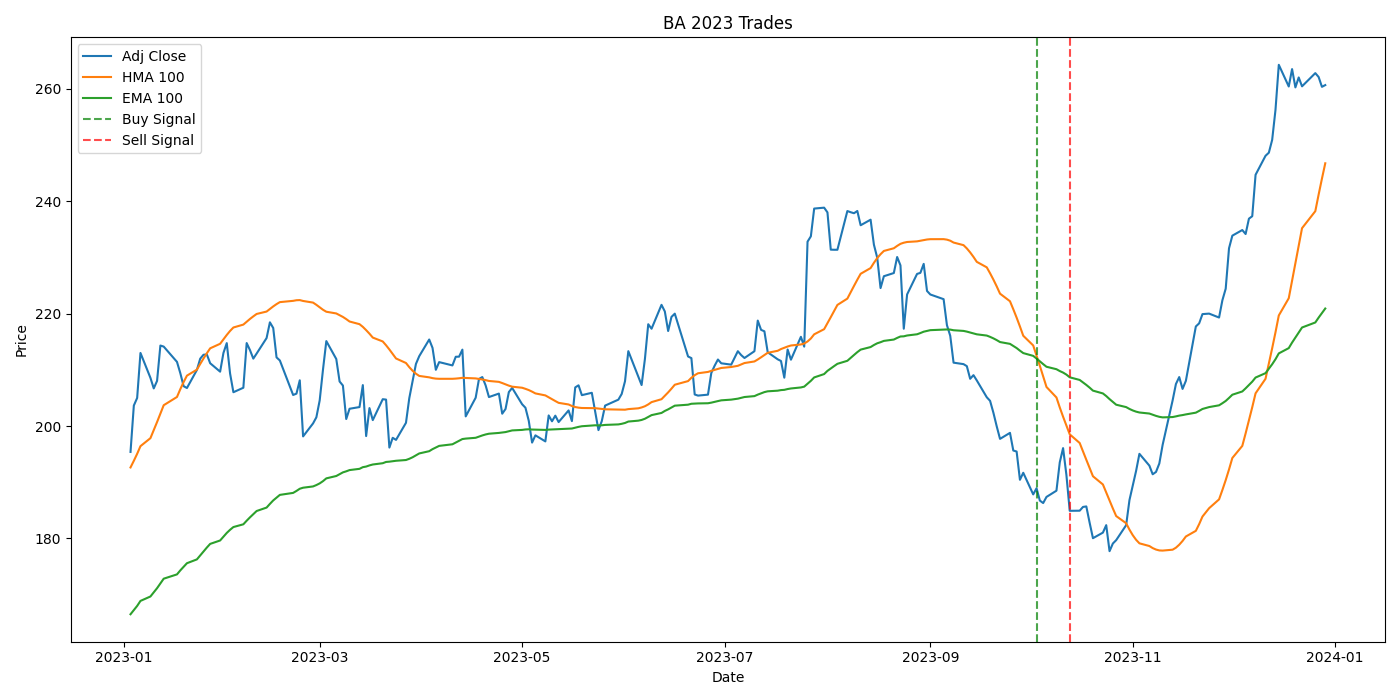 BA 2023 Trades
Adj Close
HMA 100
EMA 100
Buy Signal
Sell Signal
Price
260
240
220
200
180
2023-01
2023-03
2023-05
2023-07
2023-09
2023-11
2024-01
Date